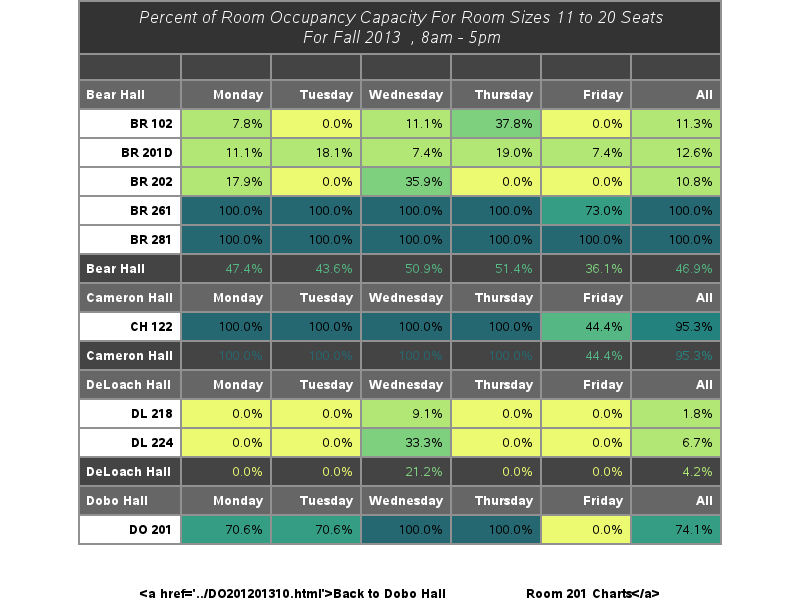 Percent of Room Occupancy Capacity For Room Sizes 11 to 20 Seats
For Fall 2013 , 8am - 5pm
Bear Hall Monday Tuesday Wednesday Thursday Friday All
BR 102 7.8% 0.0% 11.1% 37.8% 0.0% 11.3%
BR 201D 11.1% 18.1% 7.4% 19.0% 7.4% 12.6%
BR 202 17.9% 0.0% 35.9% 0.0% 0.0% 10.8%
BR 261 100.0% 100.0% 100.0% 100.0% 73.0% 100.0%
BR 281 100.0% 100.0% 100.0% 100.0% 100.0% 100.0%
Bear Hall 47.4% 43.6% 50.9% 51.4% 36.1% 46.9%
Cameron Hall Monday Tuesday Wednesday Thursday Friday All
CH 122 100.0% 100.0% 100.0% 100.0% 44.4% 95.3%
Cameron Hall 100.0% 100.0% 100.0% 100.0% 44.4% 95.3%
DeLoach Hall Monday Tuesday Wednesday Thursday Friday All
DL 218 0.0% 0.0% 9.1% 0.0% 0.0% 1.8%
DL 224 0.0% 0.0% 33.3% 0.0% 0.0% 6.7%
DeLoach Hall 0.0% 0.0% 21.2% 0.0% 0.0% 4.2%
Dobo Hall Monday Tuesday Wednesday Thursday Friday All
DO 201 70.6% 70.6% 100.0% 100.0% 0.0% 74.1%
<a href='../DO201201310.html'>Back to Dobo Hall Room 201 Charts</a>